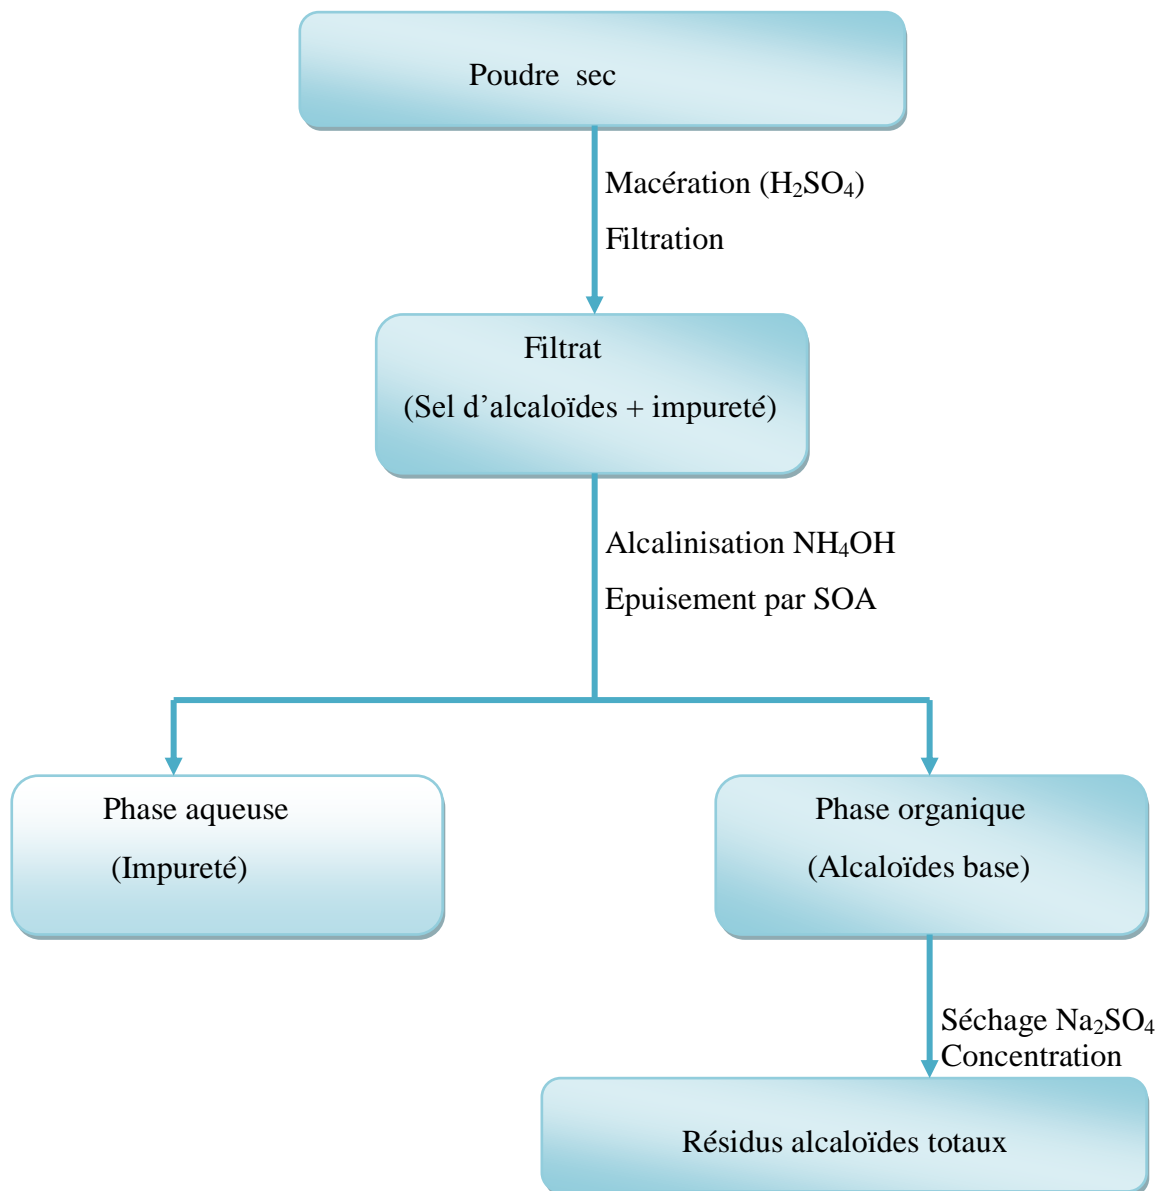 Poudre sec
Macération (H₂SO₄)
Filtration
Filtrat
(Sel d’alcaloïdes + impureté)
Alcalinisation NH₄OH
Epuisement par SOA
Phase aqueuse
(Impureté)
Phase organique
(Alcaloïdes base)
Séchage Na₂SO₄
Concentration
Résidus alcaloïdes totaux